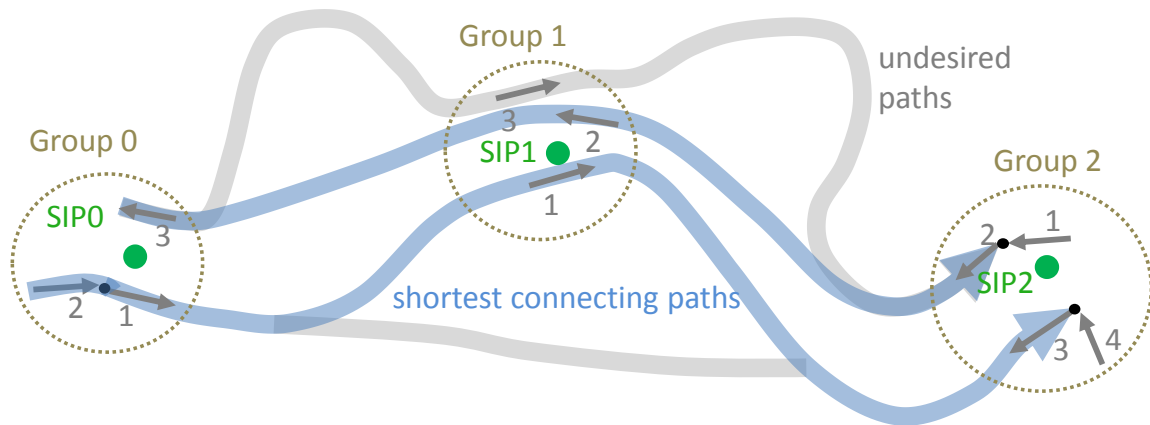 Group 1
undesired
paths
Group 0
3
2
SIP1
1
Group 2
SIP0
3
2
1
SIP2
2
1
shortest connecting paths
3
4